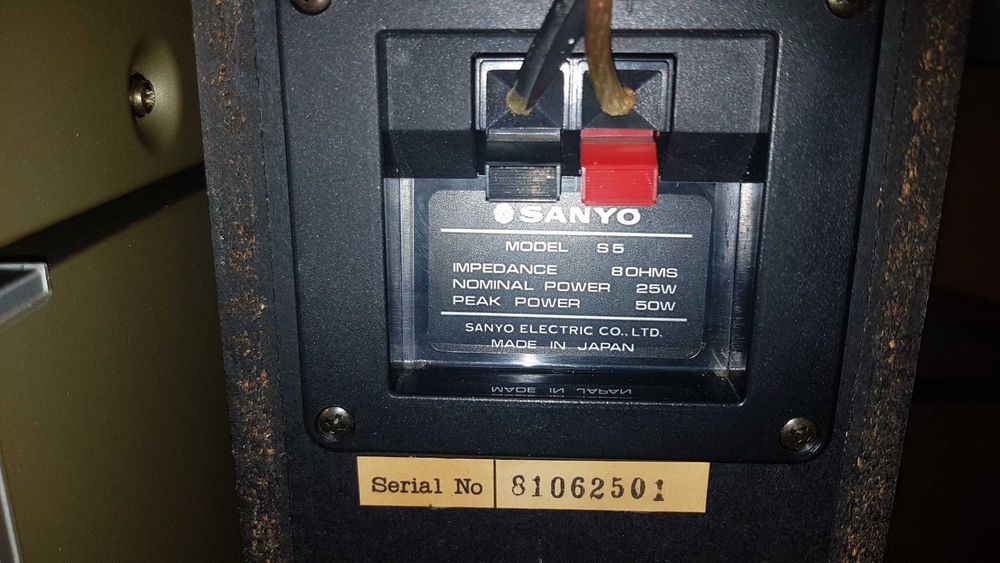 SANYO
MODEL S5
IMPEDANCE 8OHMS
NOMINAL POWER 25W
PEAK POWER 50W
SANYO ELECTRIC CO., LTD.
MADE IN JAPAN
Serial No 81062501